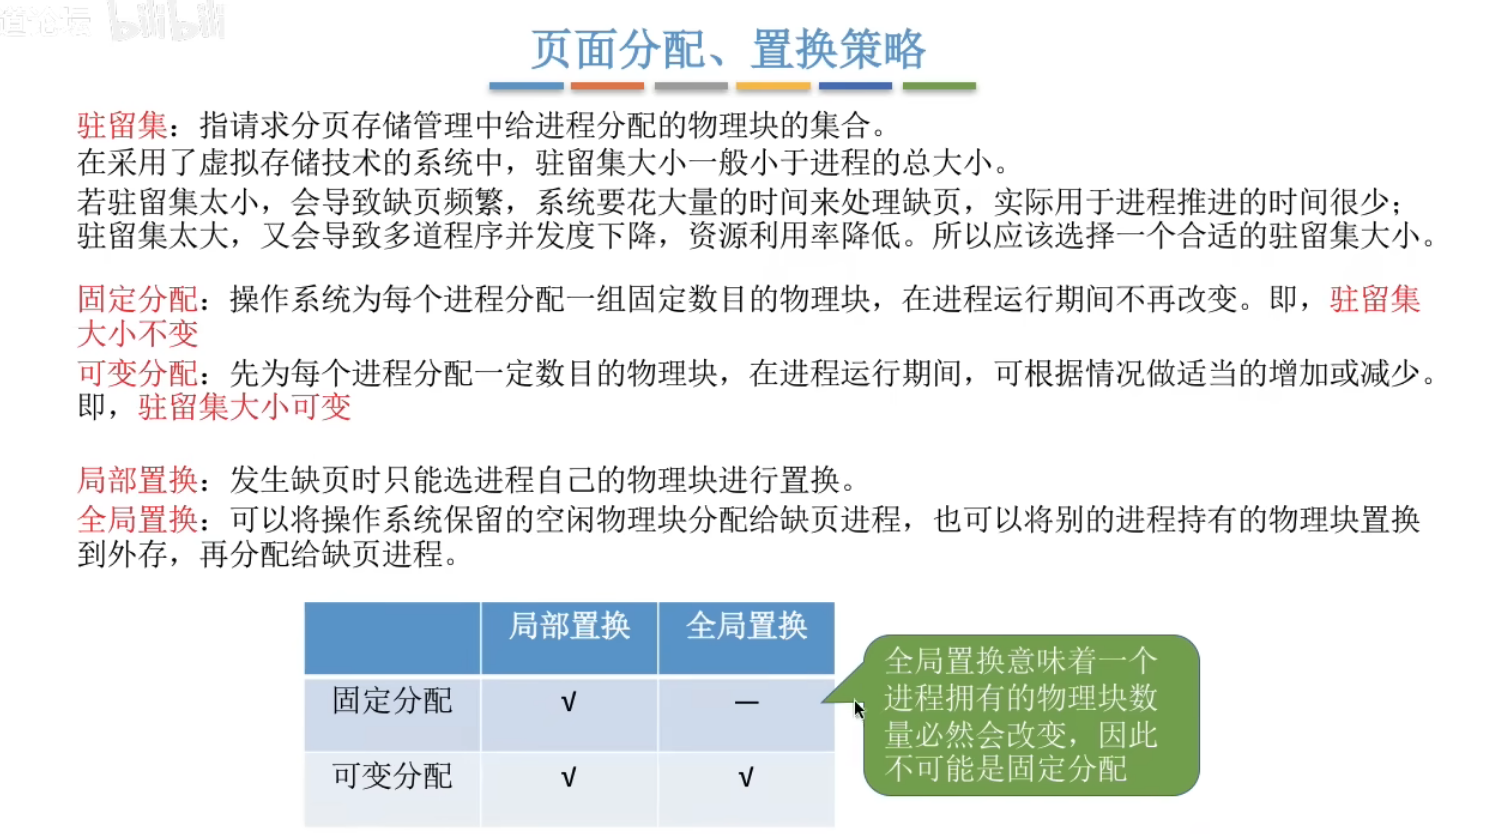 道论坛 bilibili
页面分配、置换策略
驻留集：指请求分页存储管理中给进程分配的物理块的集合。
在采用了虚拟存储技术的系统中，驻留集大小一般小于进程的总大小。
若驻留集太小，会导致缺页频繁，系统要花大量的时间来处理缺页，实际用于进程推进的时间很少；
驻留集太大，又会导致多道程序并发度下降，资源利用率降低。所以应该选择一个合适的驻留集大小。
固定分配：操作系统为每个进程分配一组固定数目的物理块，在进程运行期间不再改变。即，驻留集
大小不变
可变分配：先为每个进程分配一定数目的物理块，在进程运行期间，可根据情况做适当的增加或减少。
即，驻留集大小可变
局部置换：发生缺页时只能选进程自己的物理块进行置换。
全局置换：可以将操作系统保留的空闲物理块分配给缺页进程，也可以将别的进程持有的物理块置换
到外存，再分配给缺页进程。
局部置换 全局置换
固定分配 √ —
可变分配 √ √
全局置换意味着一个
进程拥有的物理块数
量必然会改变，因此
不可能是固定分配